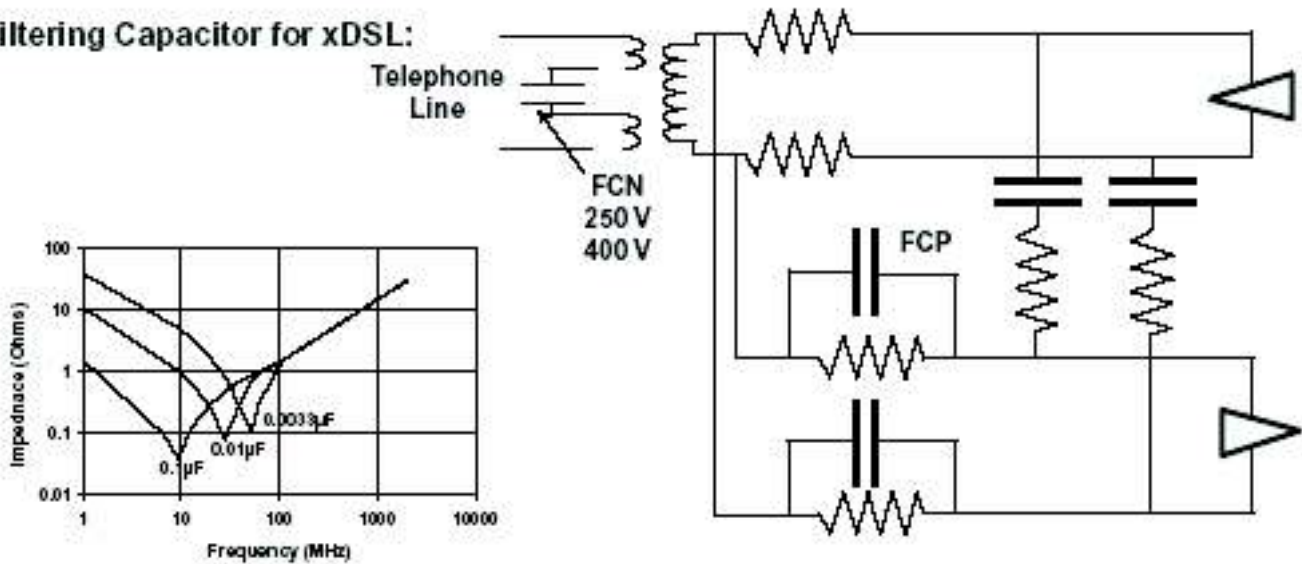 iltering Capacitor for xDSL:
Telephone
Line
FCN
250 V
400 V
FCP
100
10
1
0.1
0.01
Impednace (Ohms)
0.1µF
0.01µF
0.0033µF
1
10
100
1000
10000
Frequency (MHz)